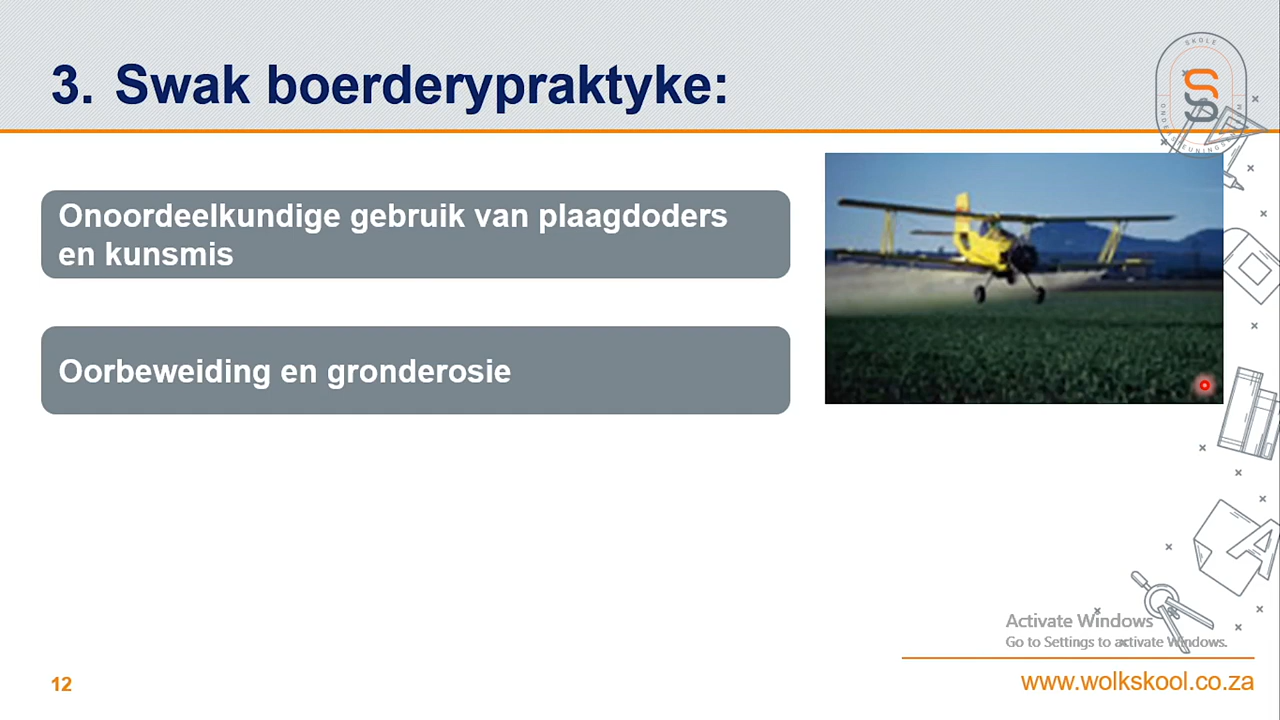 3. Swak boerderypraktyke:
SKOLE
Onoordeelkundige gebruik van plaagdoders
en kunsmis
Oorbeweiding en gronderosie
Activate Windows
Go to Settings to activate Windows.
12
www.wolkskool.co.za